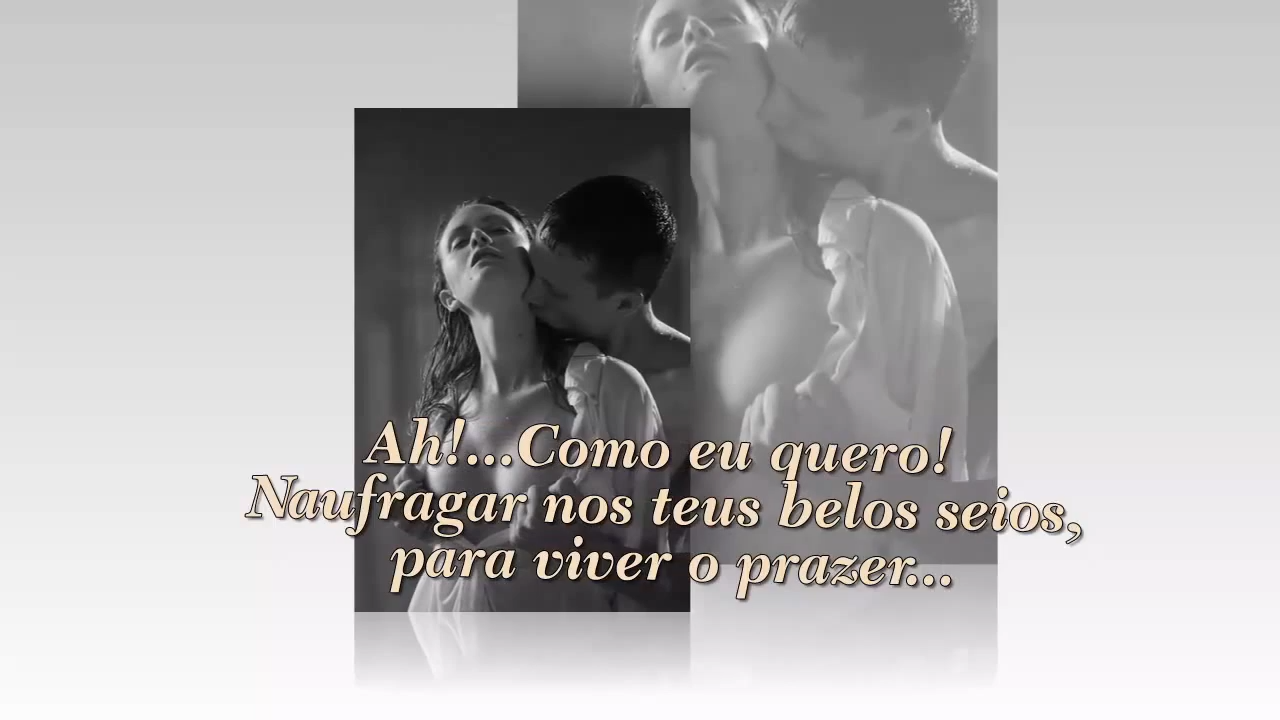 Ah!...Como eu quero!
Naufragar nos teus belos seios,
para viver o prazer...